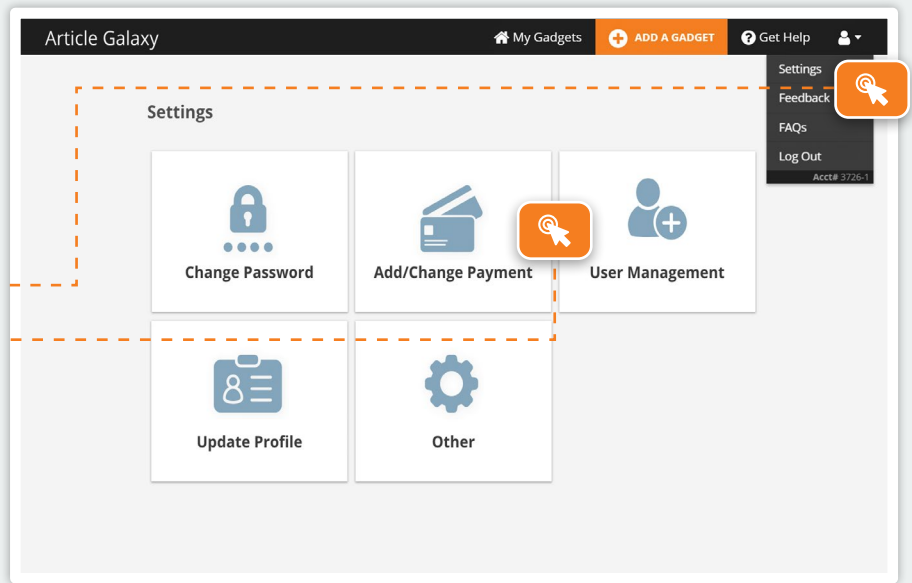 Article Galaxy
My Gadgets
ADD A GADGET
Get Help
Settings
Feedback
FAQs
Log Out
Acct# 3726-1
Settings
Change Password
Add/Change Payment
User Management
Update Profile
Other